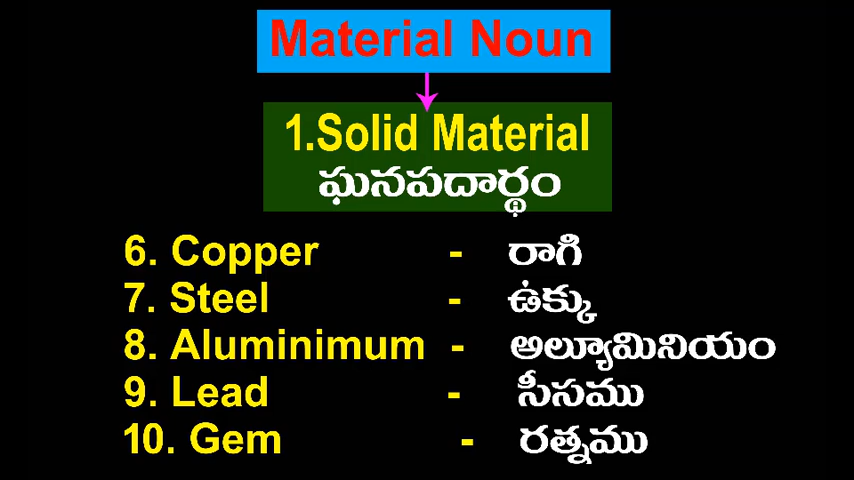 Material Noun
1.Solid Material
ఘనపదార్థం
6. Copper - రాగి
7. Steel - ఉక్కు
8. Aluminimum - అల్యూమినియం
9. Lead - సీసము
10. Gem - రత్నము